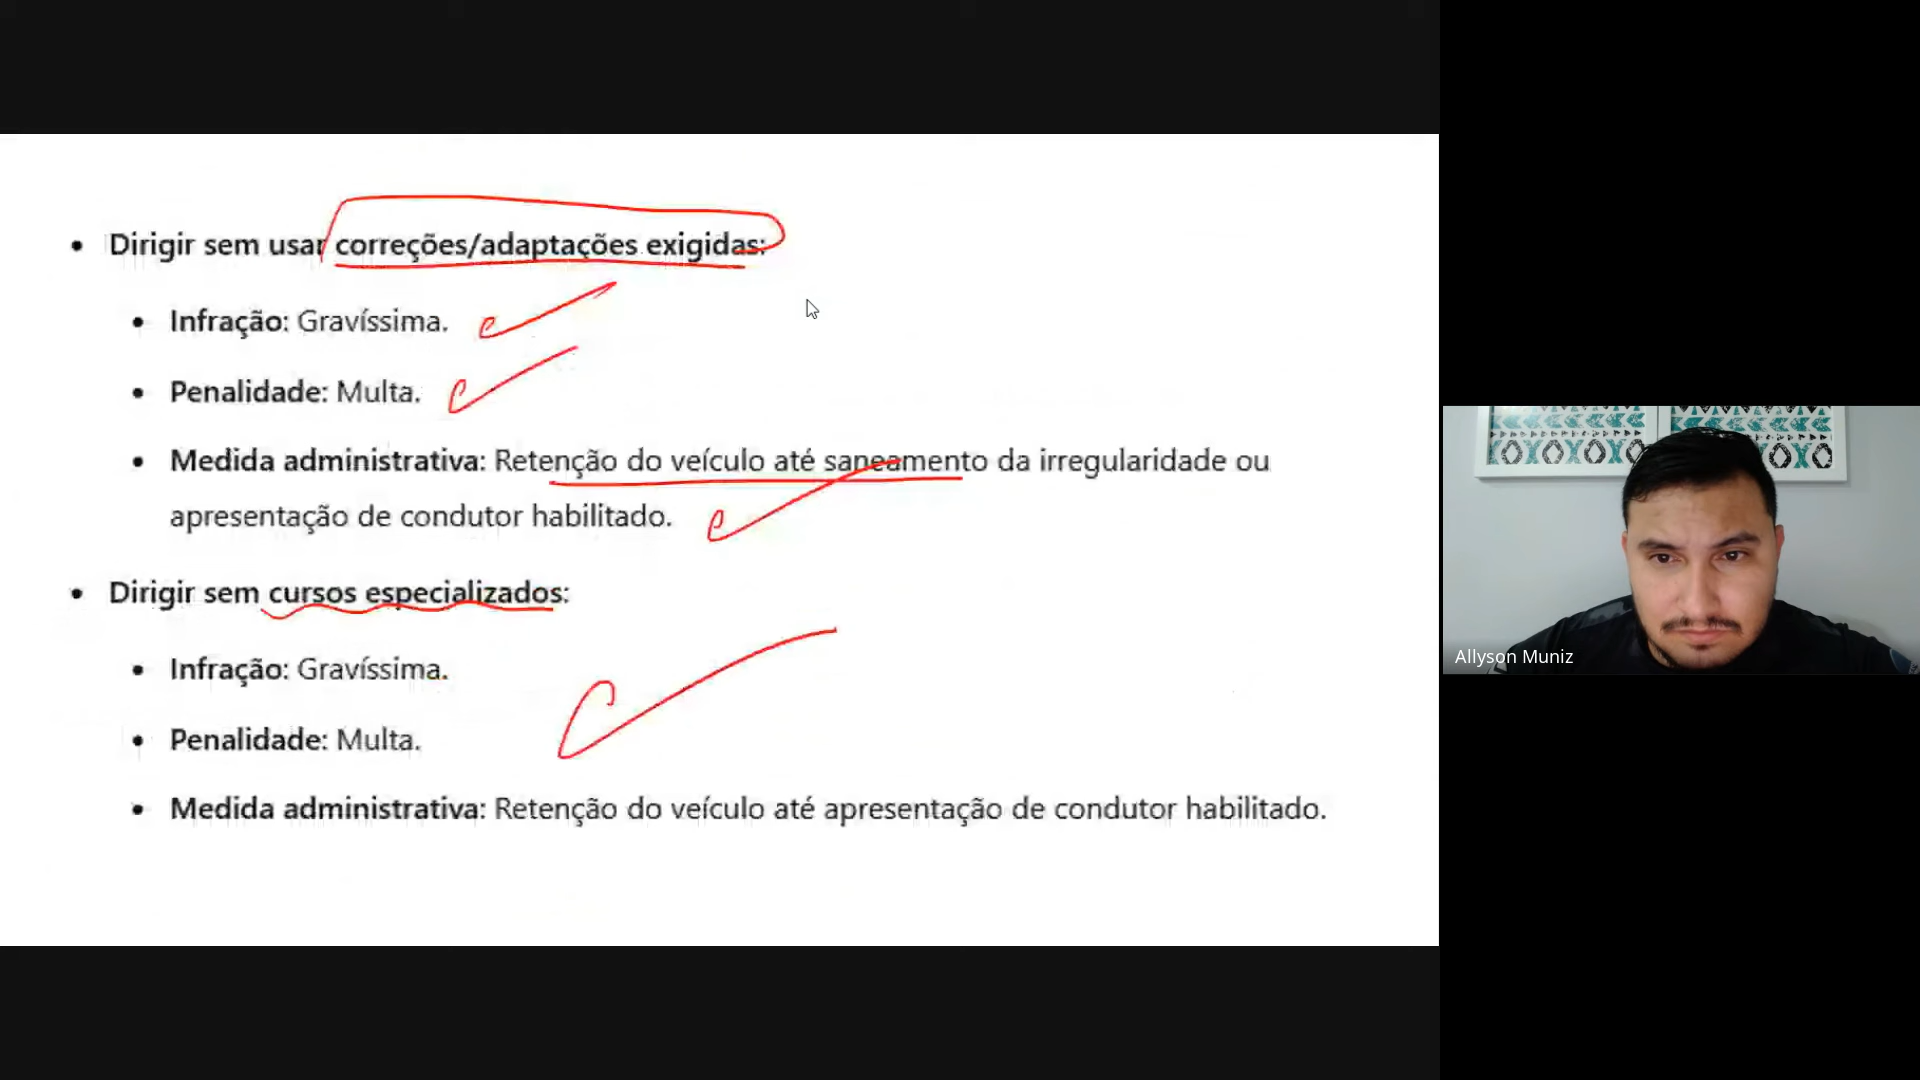 Dirigir sem usar correções/adaptações exigidas:
Infração: Gravíssima.
Penalidade: Multa.
Medida administrativa: Retenção do veículo até saneamento da irregularidade ou
apresentação de condutor habilitado.
Dirigir sem cursos especializados:
Infração: Gravíssima.
Penalidade: Multa.
Medida administrativa: Retenção do veículo até apresentação de condutor habilitado.
Allyson Muniz